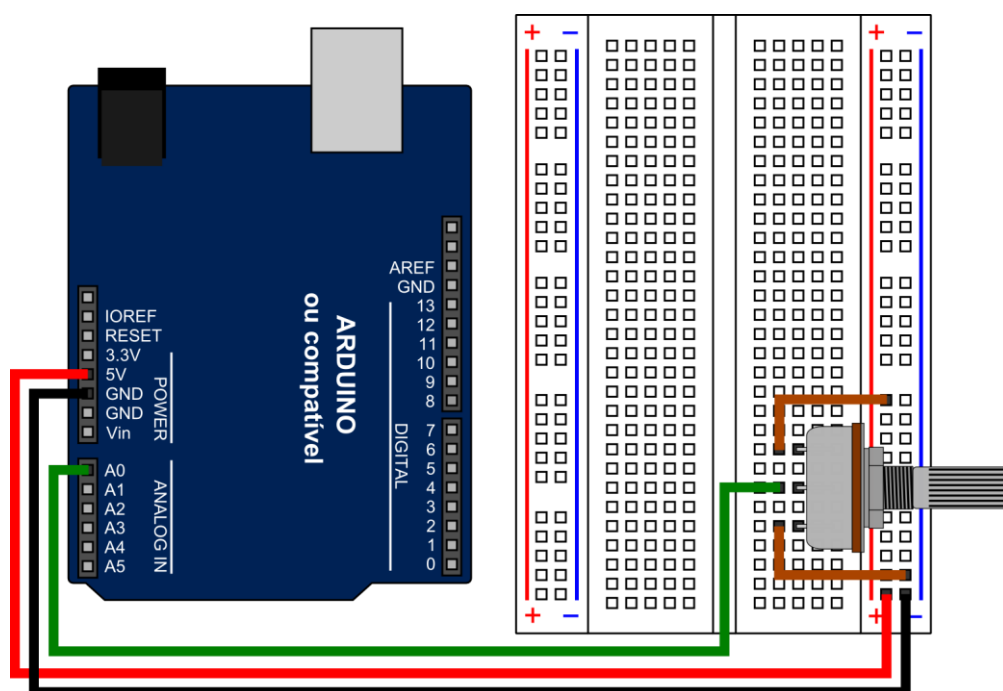 IOREF
RESET
3.3V
5V
GND
GND
Vin
POWER
A0
A1
A2
A3
A4
A5
ANALOG IN
ARDUINO
ou compatível
AREF
GND
13
12
11
10
9
8
7
6
5
4
3
2
1
0
DIGITAL
+ − + −
+ − + −